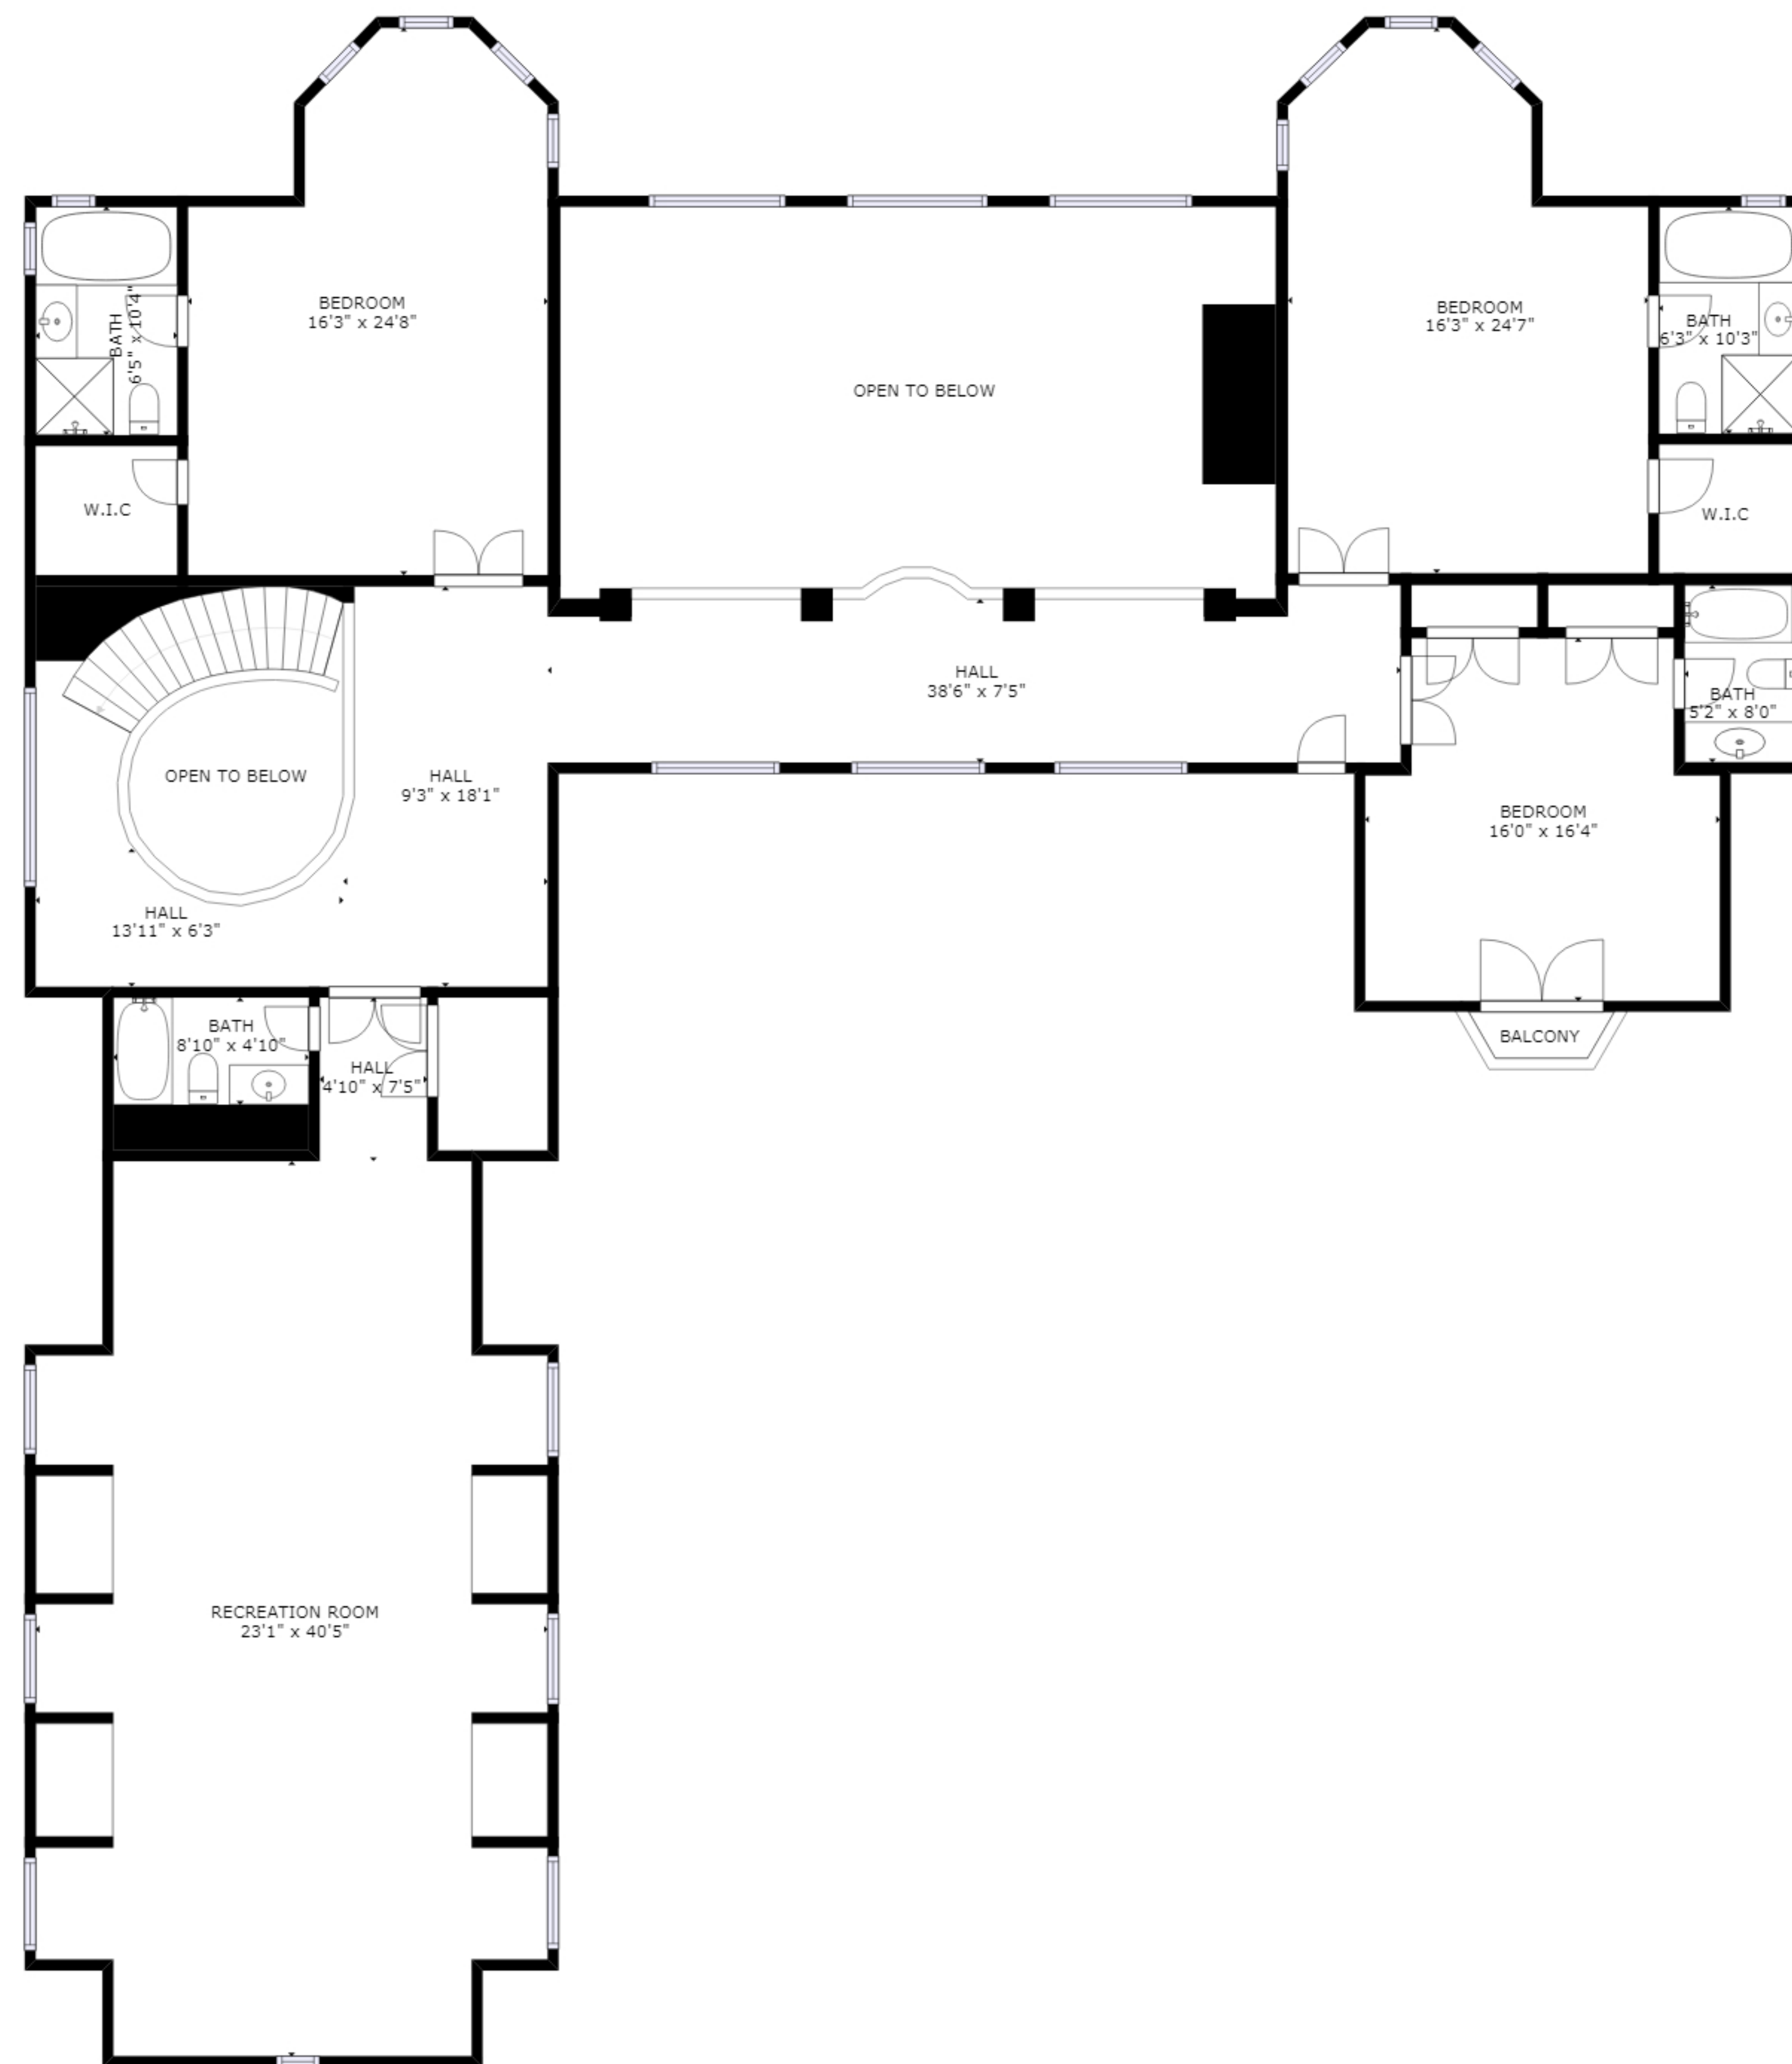 BEDROOM
16'3" x 24'8"
BATH
6'5" x 10'4"
W.I.C
OPEN TO BELOW
BEDROOM
16'3" x 24'7"
BATH
6'3" x 10'3"
W.I.C
HALL
38'6" x 7'5"
BATH
5'2" x 8'0"
OPEN TO BELOW
HALL
9'3" x 18'1"
HALL
13'11" x 6'3"
BEDROOM
16'0" x 16'4"
BALCONY
BATH
8'10" x 4'10"
HALL
4'10" x 7'5"
RECREATION ROOM
23'1" x 40'5"